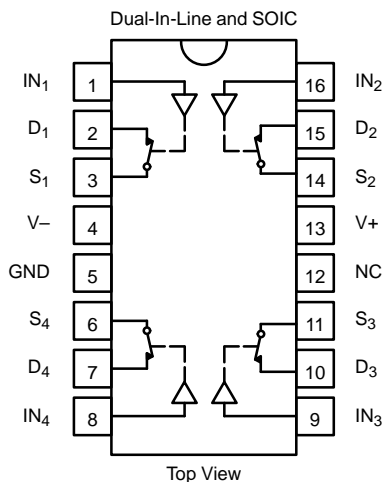 Dual-In-Line and SOIC
IN1 1 16 IN2
D1 2 15 D2
S1 3 14 S2
V– 4 13 V+
GND 5 12 NC
S4 6 11 S3
D4 7 10 D3
IN4 8 9 IN3
Top View